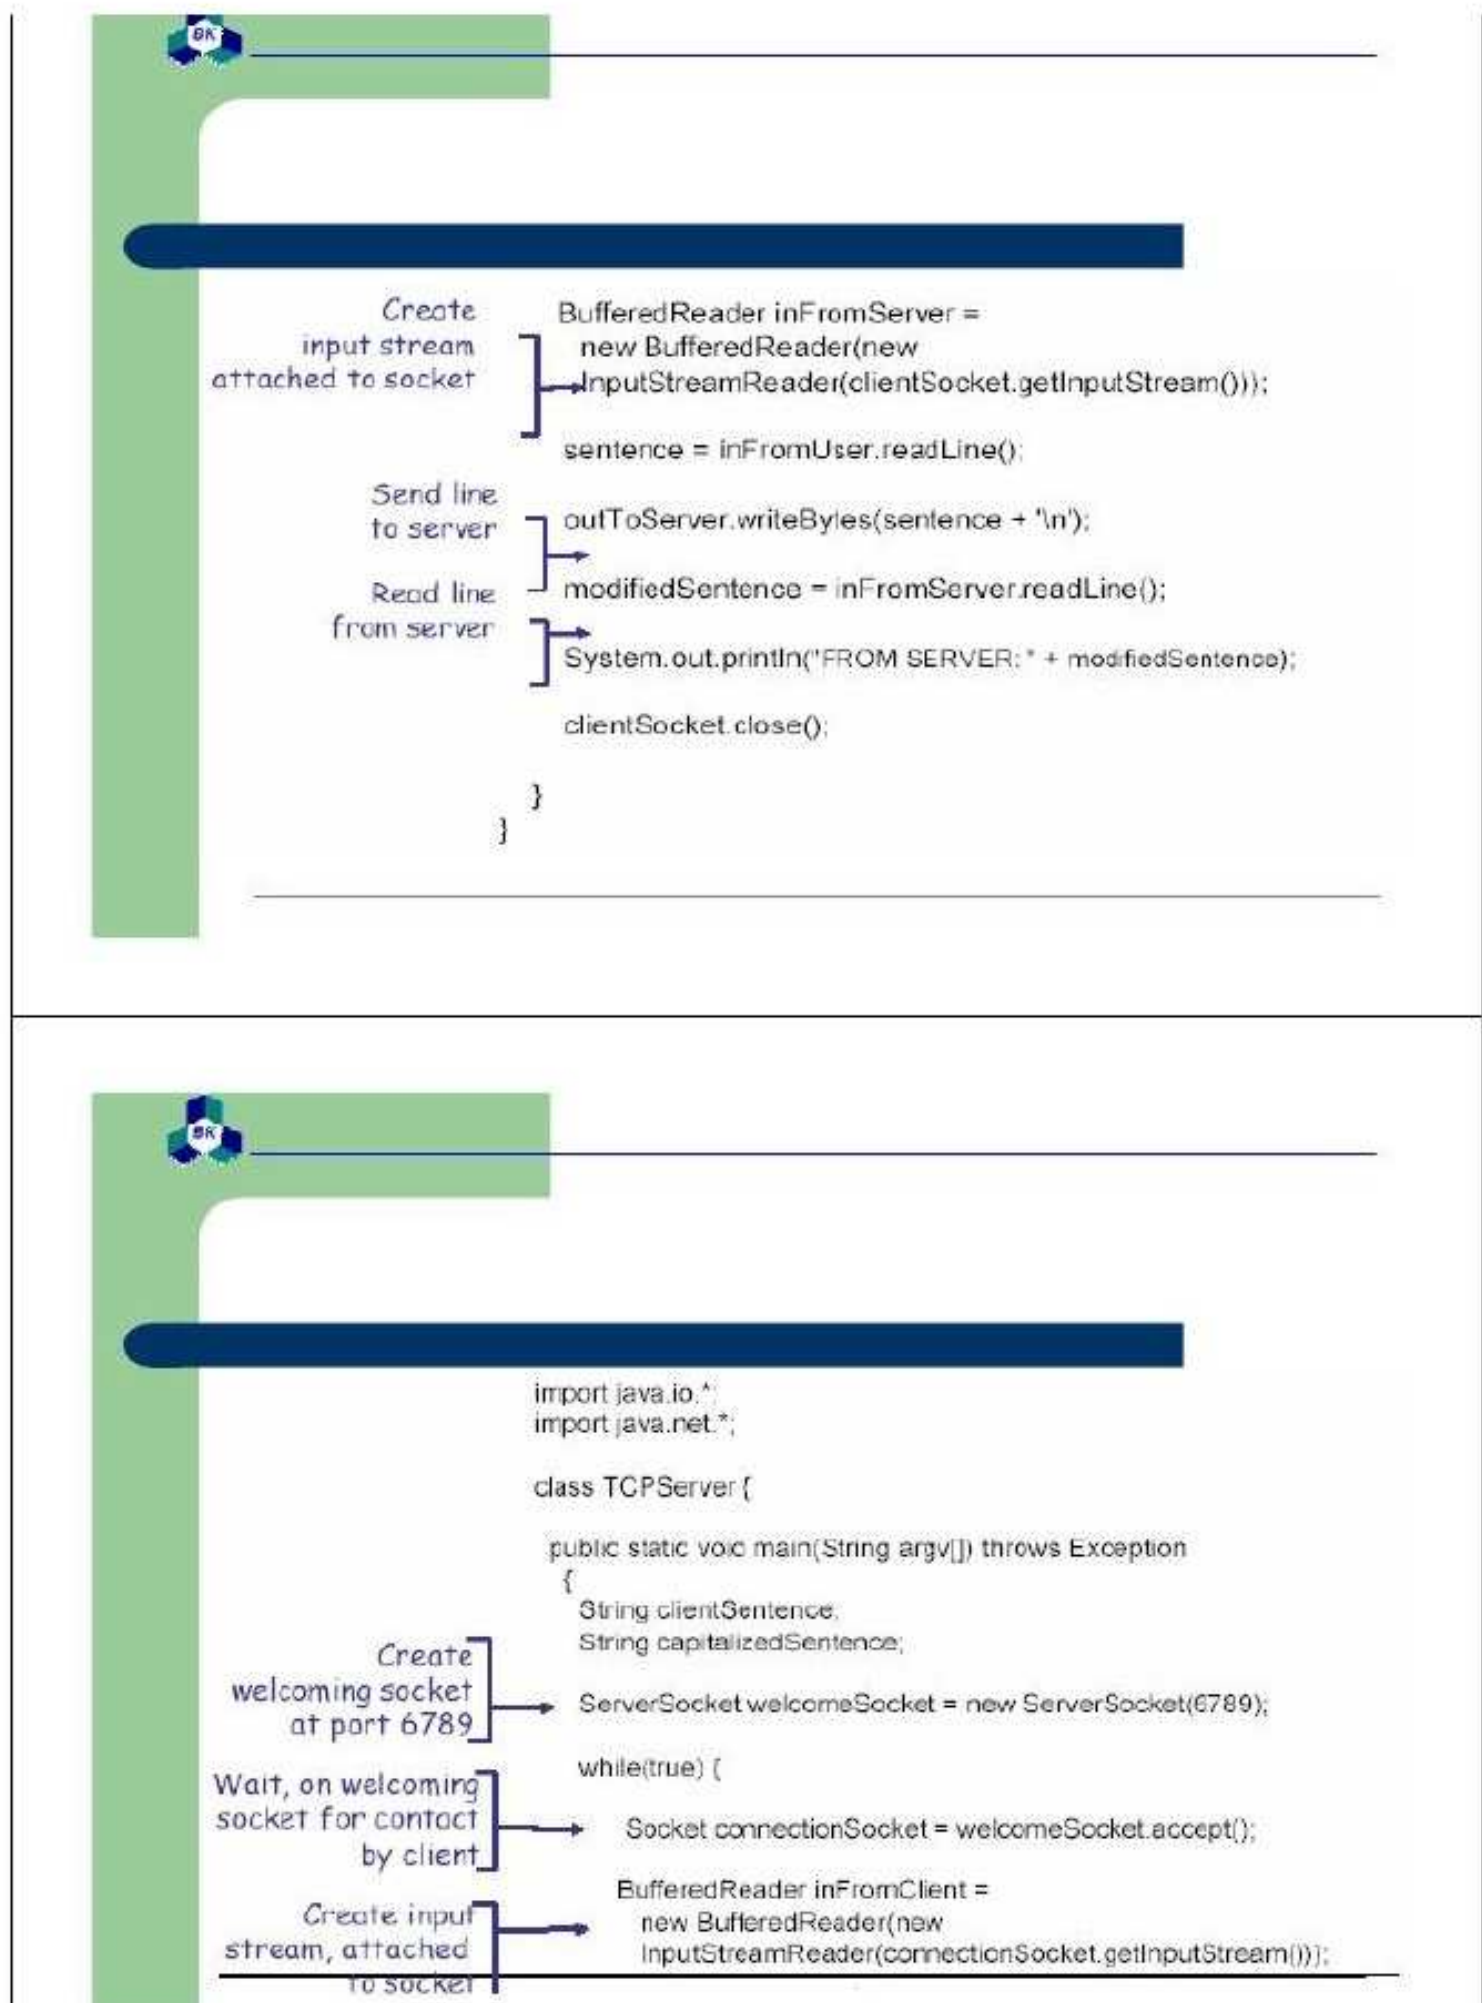 BK
Create
input stream
attached to socket
BufferedReader inFromServer =
new BufferedReader(new
InputStreamReader(clientSocket.getInputStream()));
sentence = inFromUser.readLine();
Send line
to server
outToServer.writeBytes(sentence + '\n');
Read line
from server
modifiedSentence = inFromServer.readLine();
System.out.println("FROM SERVER: " + modifiedSentence);
clientSocket.close();
}
}
BK
import java.io.*;
import java.net.*;
class TCPServer {
public static void main(String argv[]) throws Exception
{
String clientSentence;
String capitalizedSentence;
Create
welcoming socket
at port 6789
ServerSocket welcomeSocket = new ServerSocket(6789);
while(true) {
Wait, on welcoming
socket for contact
by client
Socket connectionSocket = welcomeSocket.accept();
Create input
stream, attached
to socket
BufferedReader inFromClient =
new BufferedReader(new
InputStreamReader(connectionSocket.getInputStream()));